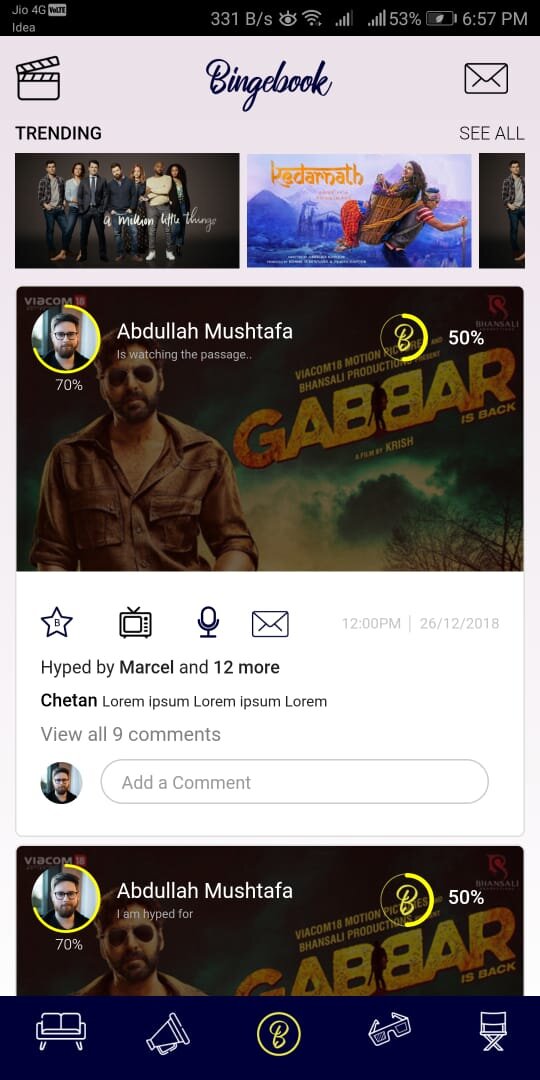 Jio 4G VoLTE
Idea
331 B/s 53% 6:57 PM
Bingebook
TRENDING SEE ALL
a million little things
kedarnath
VIACOM 18
BHANSALI
Abdullah Mushtafa
Is watching the passage..
B 50%
70%
VIACOM18 MOTION PICTURES AND
BHANSALI PRODUCTIONS PRESENT
GABBAR
IS BACK
A FILM BY KRISH
B
12:00PM | 26/12/2018
Hyped by Marcel and 12 more
Chetan Lorem ipsum Lorem ipsum Lorem
View all 9 comments
Add a Comment
VIACOM 18
BHANSALI
Abdullah Mushtafa
I am hyped for
B 50%
70%
VIACOM18 MOTION PICTURES AND
BHANSALI PRODUCTIONS PRESENT
GABBAR
IS BACK
B